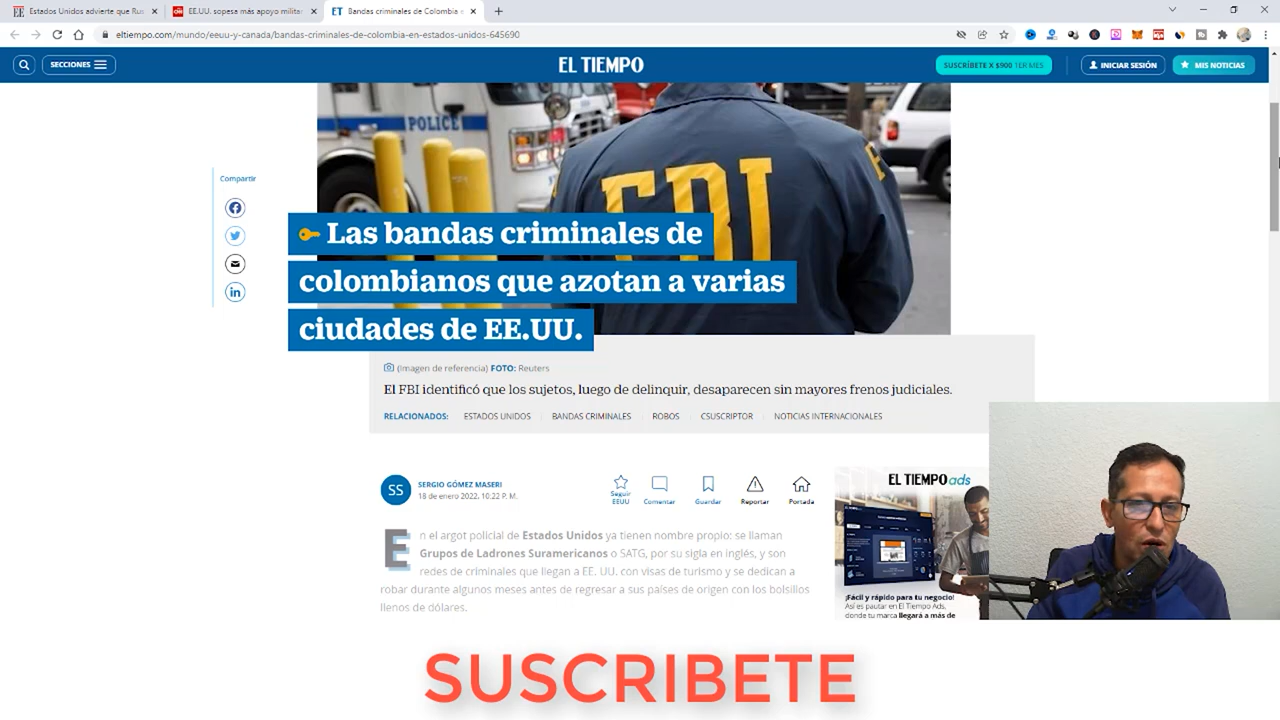 Estados Unidos advierte que Rus
EE.UU. sopesa más apoyo milita
Bandas criminales de Colombia e
eltiempo.com/mundo/eeuu-y-canada/bandas-criminales-de-colombia-en-estados-unidos-645690
SECCIONES
EL TIEMPO
SUSCRÍBETE X $900 1ER MES
INICIAR SESIÓN
MIS NOTICIAS
POLICE
FBI
Compartir
Las bandas criminales de
colombianos que azotan a varias
ciudades de EE.UU.
(Imagen de referencia) FOTO: Reuters
El FBI identificó que los sujetos, luego de delinquir, desaparecen sin mayores frenos judiciales.
RELACIONADOS: ESTADOS UNIDOS BANDAS CRIMINALES ROBOS CSUSCRIPTOR NOTICIAS INTERNACIONALES
SS
SERGIO GÓMEZ MASERI
18 de enero 2022, 10:22 P. M.
Seguir
EEUU
Comentar
Guardar
Reportar
Portada
EL TIEMPO ads
En el argot policial de Estados Unidos ya tienen nombre propio: se llaman
Grupos de Ladrones Suramericanos o SATG, por su sigla en inglés, y son
redes de criminales que llegan a EE. UU. con visas de turismo y se dedican a
robar durante algunos meses antes de regresar a sus países de origen con los bolsillos
llenos de dólares.
¡Fácil y rápido para tu negocio!
Así es pautar en El Tiempo Ads,
donde tu marca llegará a más de
SUSCRIBETE